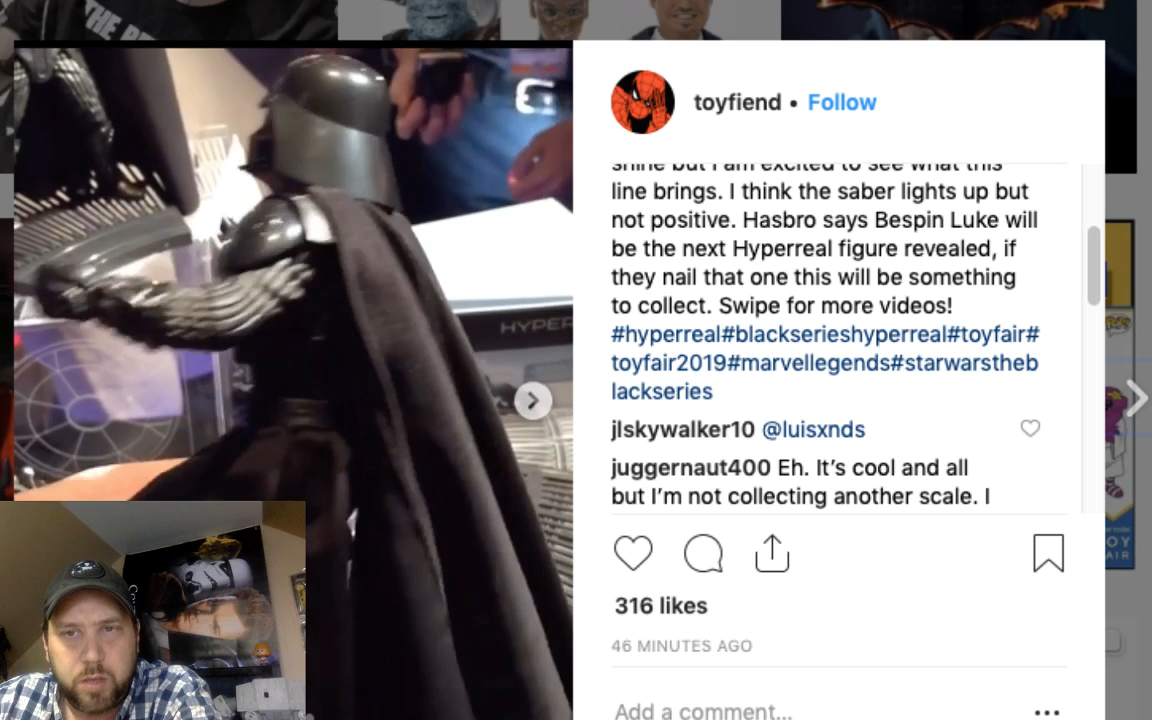 THE
toyfiend • Follow
shine but I am excited to see what this
line brings. I think the saber lights up but
not positive. Hasbro says Bespin Luke will
be the next Hyperreal figure revealed, if
they nail that one this will be something
to collect. Swipe for more videos!
#hyperreal#blackserieshyperreal#toyfair#
toyfair2019#marvellegends#starwarstheb
lackseries
jlskywalker10 @luisxnds
juggernaut400 Eh. It’s cool and all
but I’m not collecting another scale. I
HYPER
316 likes
46 MINUTES AGO
Add a comment...